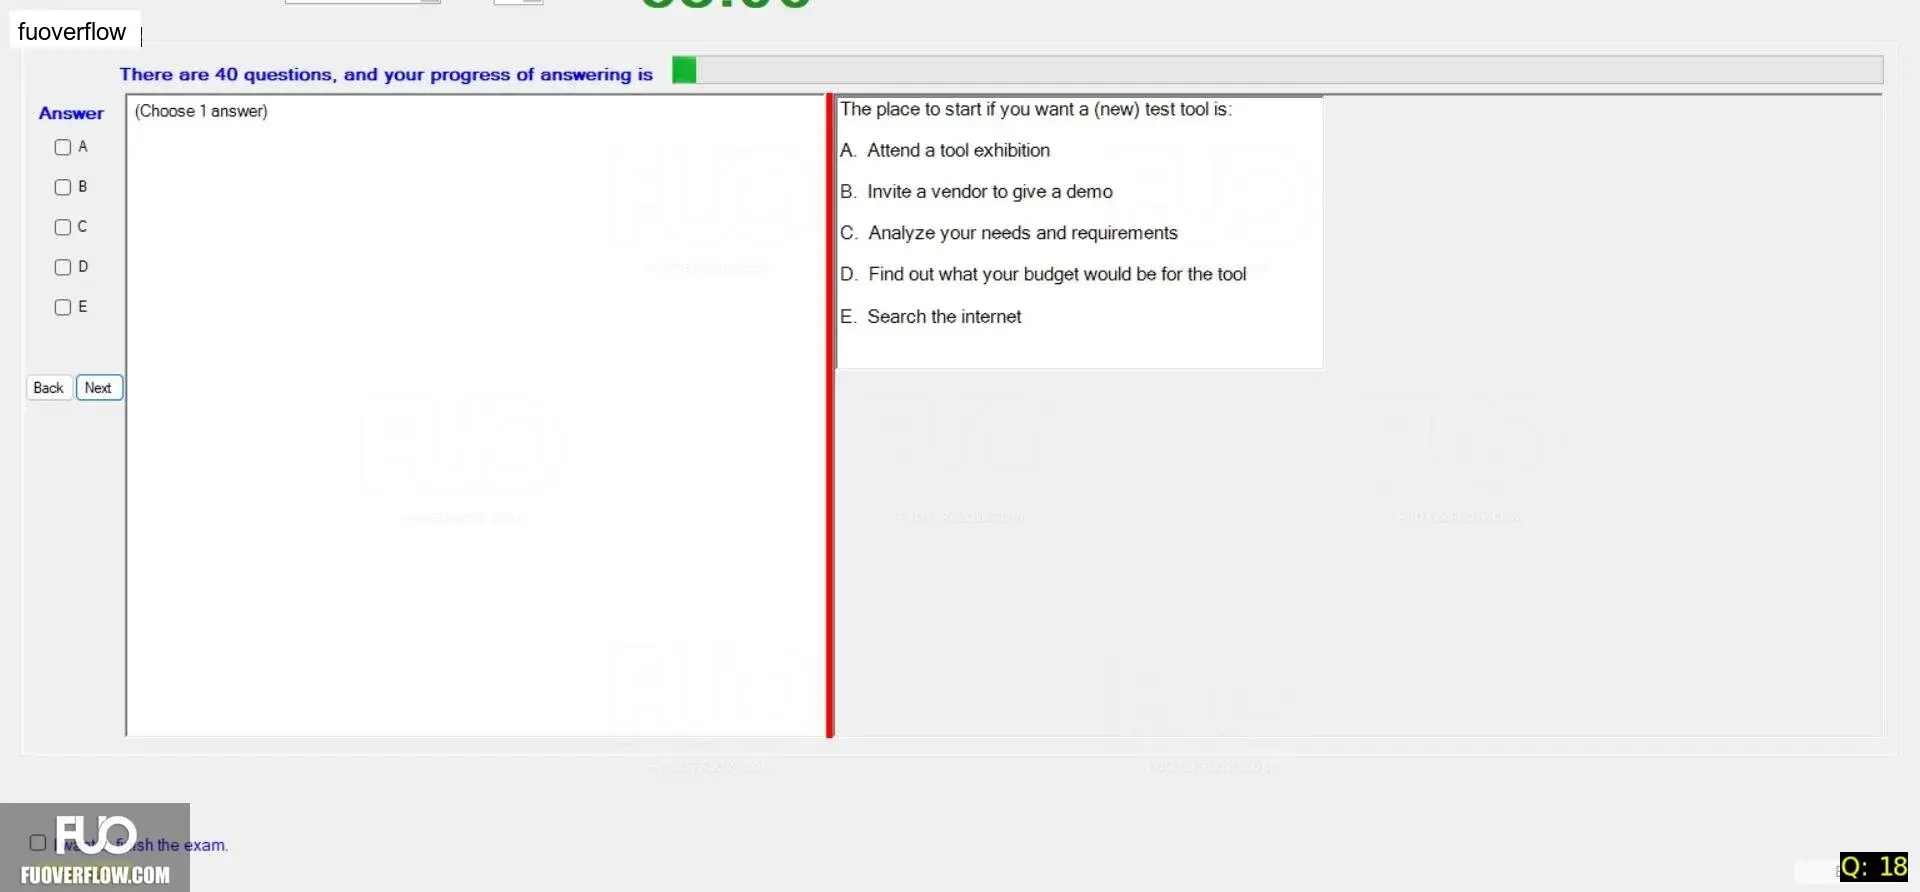 fuoverflow
There are 40 questions, and your progress of answering is
Answer
(Choose 1 answer)
A
B
C
D
E
Back Next
The place to start if you want a (new) test tool is:
A. Attend a tool exhibition
B. Invite a vendor to give a demo
C. Analyze your needs and requirements
D. Find out what your budget would be for the tool
E. Search the internet
the exam.
FUO
FUOVERFLOW.COM
Q: 18